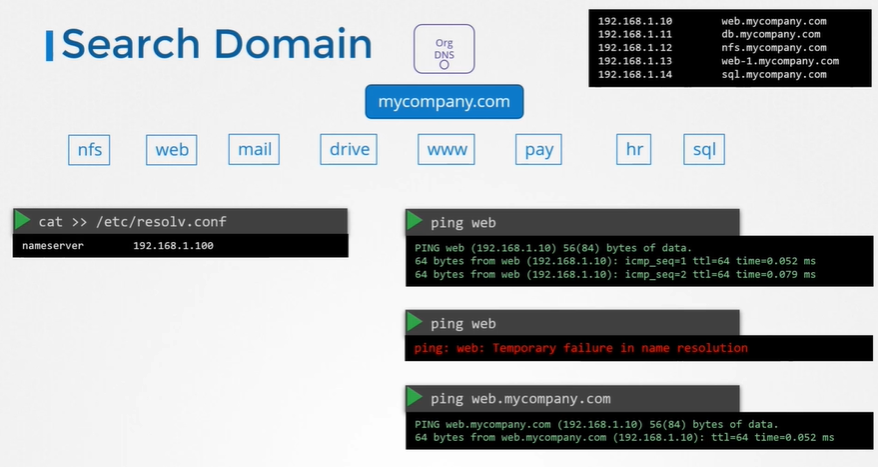 Search Domain
Org
DNS
192.168.1.10 web.mycompany.com
192.168.1.11 db.mycompany.com
192.168.1.12 nfs.mycompany.com
192.168.1.13 web-1.mycompany.com
192.168.1.14 sql.mycompany.com
mycompany.com
nfs web mail drive www pay hr sql
cat >> /etc/resolv.conf
nameserver 192.168.1.100
ping web
PING web (192.168.1.10) 56(84) bytes of data.
64 bytes from web (192.168.1.10): icmp_seq=1 ttl=64 time=0.052 ms
64 bytes from web (192.168.1.10): icmp_seq=2 ttl=64 time=0.079 ms
ping web
ping: web: Temporary failure in name resolution
ping web.mycompany.com
PING web.mycompany.com (192.168.1.10) 56(84) bytes of data.
64 bytes from web.mycompany.com (192.168.1.10): ttl=64 time=0.052 ms